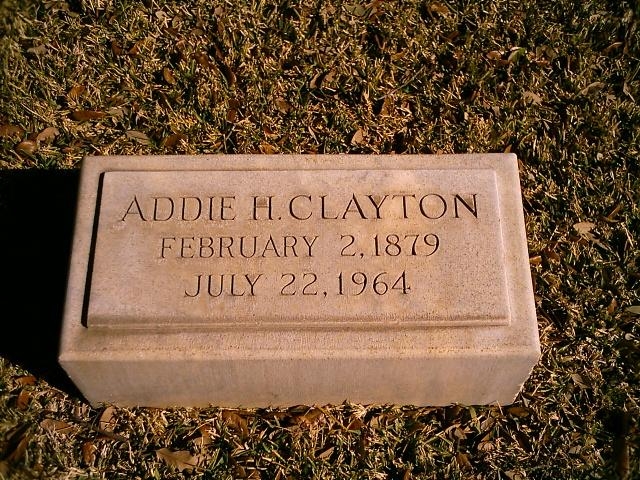 ADDIE H. CLAYTON
FEBRUARY 2, 1879
JULY 22, 1964